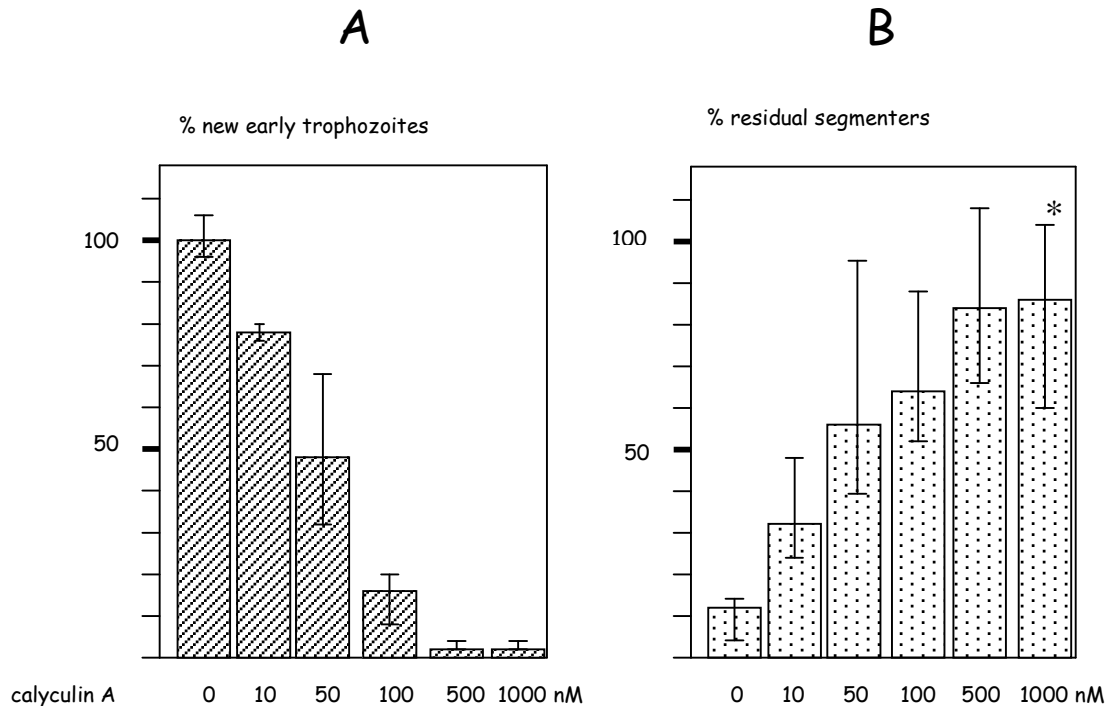 A
B
% new early trophozoites
% residual segmenters
100
50
100
50
*
calyculin A 0 10 50 100 500 1000 nM
0 10 50 100 500 1000 nM